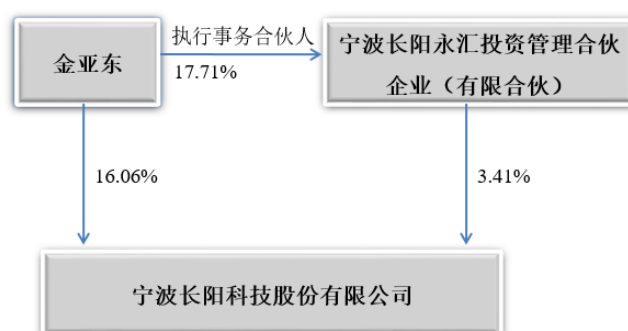 金亚东
执行事务合伙人
17.71%
宁波长阳永汇投资管理合伙
企业（有限合伙）
16.06%
3.41%
宁波长阳科技股份有限公司